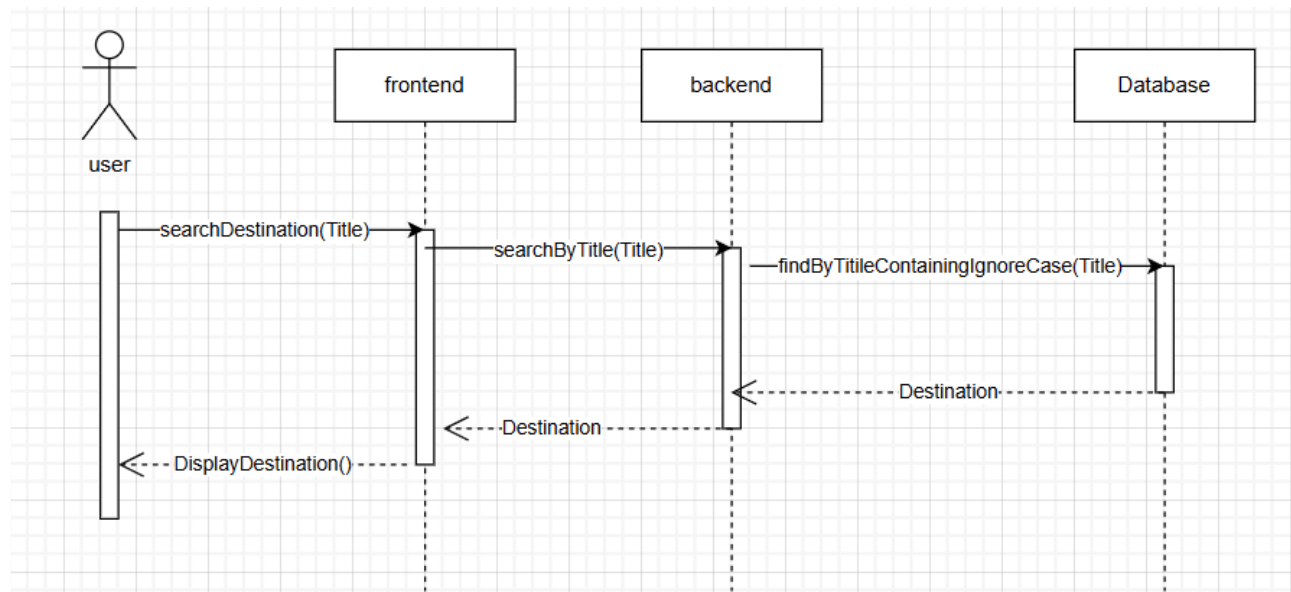 frontend
backend
Database
user
searchDestination(Title)
searchByTitle(Title)
findByTitileContainingIgnoreCase(Title)
Destination
Destination
DisplayDestination()